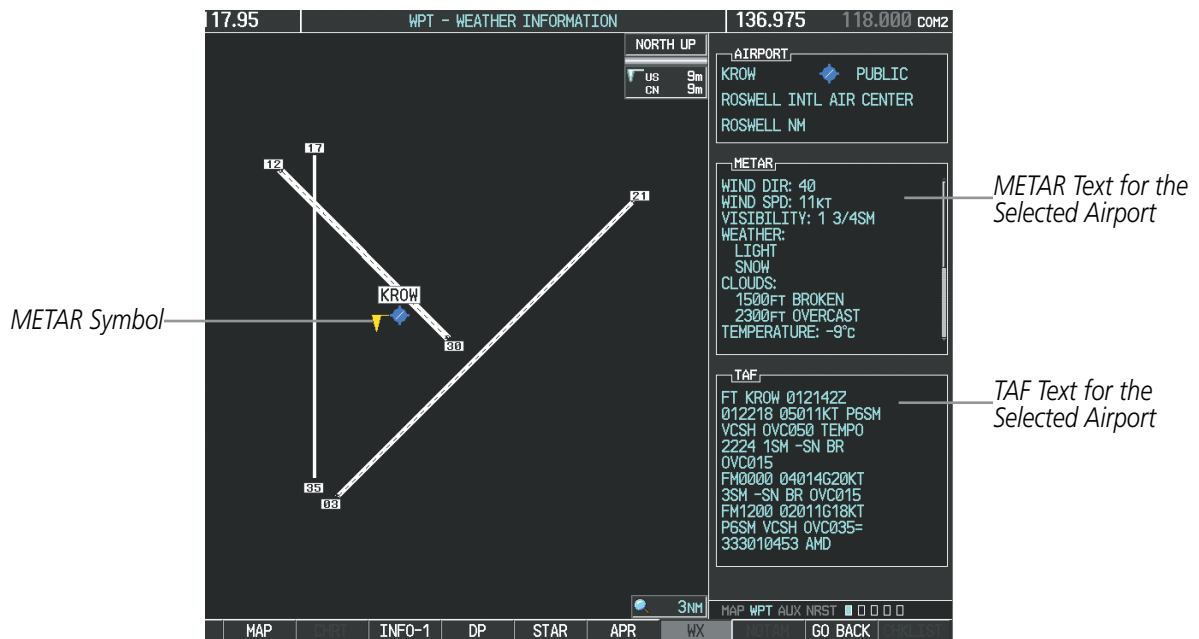 117.95
WPT - WEATHER INFORMATION
136.975 118.000 COM2
NORTH UP
US 9m
CN 9m
17
12
21
KROW
30
35
03
METAR Symbol
3NM
AIRPORT
KROW PUBLIC
ROSWELL INTL AIR CENTER
ROSWELL NM
METAR
WIND DIR: 40
WIND SPD: 11KT
VISIBILITY: 1 3/4SM
WEATHER:
LIGHT
SNOW
CLOUDS:
1500FT BROKEN
2300FT OVERCAST
TEMPERATURE: -9°C
METAR Text for the
Selected Airport
TAF
FT KROW 012142Z
012218 05011KT P6SM
VCSH OVC050 TEMPO
2224 1SM -SN BR
OVC015
FM0000 04014G20KT
3SM -SN BR OVC015
FM1200 02011G18KT
P6SM VCSH OVC035=
333010453 AMD
TAF Text for the
Selected Airport
MAP WPT AUX NRST
MAP CHRT INFO-1 DP STAR APR WX NOTAM GO BACK CHKLIST